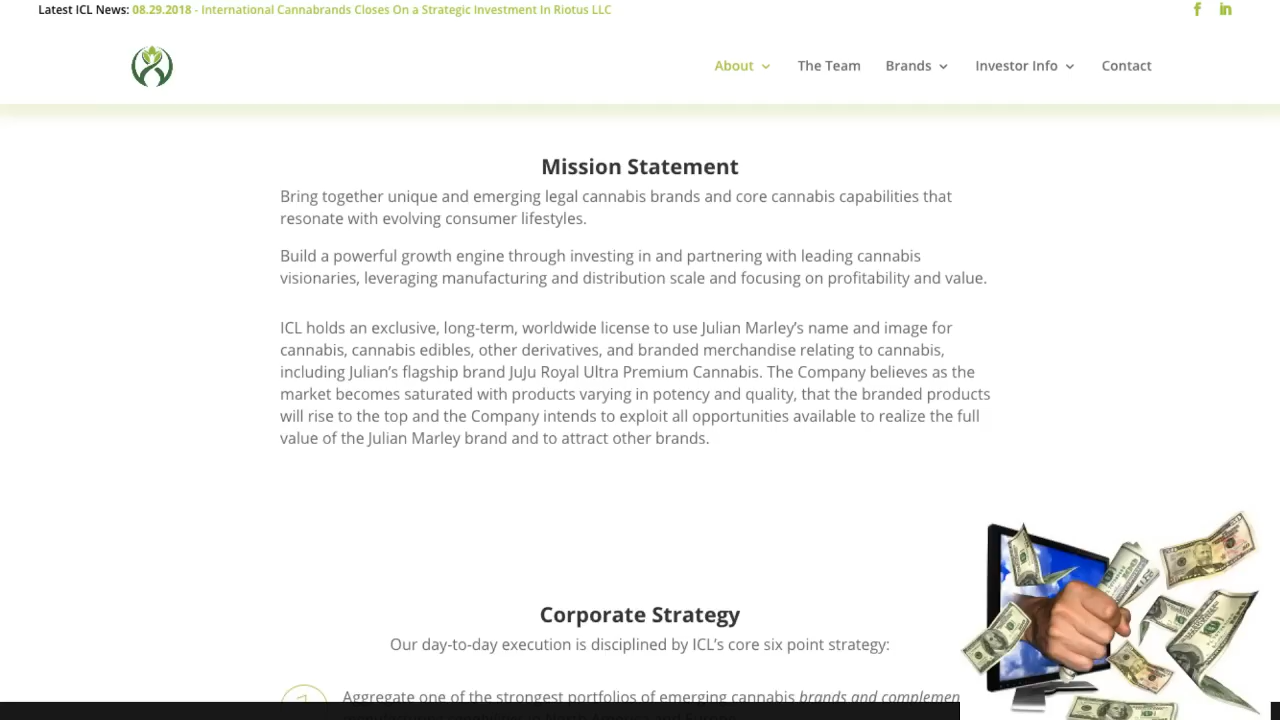 Latest ICL News: 08.29.2018 - International Cannabrands Closes On a Strategic Investment In Riotus LLC
About The Team Brands Investor Info Contact
Mission Statement
Bring together unique and emerging legal cannabis brands and core cannabis capabilities that
resonate with evolving consumer lifestyles.
Build a powerful growth engine through investing in and partnering with leading cannabis
visionaries, leveraging manufacturing and distribution scale and focusing on profitability and value.
ICL holds an exclusive, long-term, worldwide license to use Julian Marley’s name and image for
cannabis, cannabis edibles, other derivatives, and branded merchandise relating to cannabis,
including Julian’s flagship brand JuJu Royal Ultra Premium Cannabis. The Company believes as the
market becomes saturated with products varying in potency and quality, that the branded products
will rise to the top and the Company intends to exploit all opportunities available to realize the full
value of the Julian Marley brand and to attract other brands.
Corporate Strategy
Our day-to-day execution is disciplined by ICL’s core six point strategy:
Aggregate one of the strongest portfolios of emerging cannabis brands and